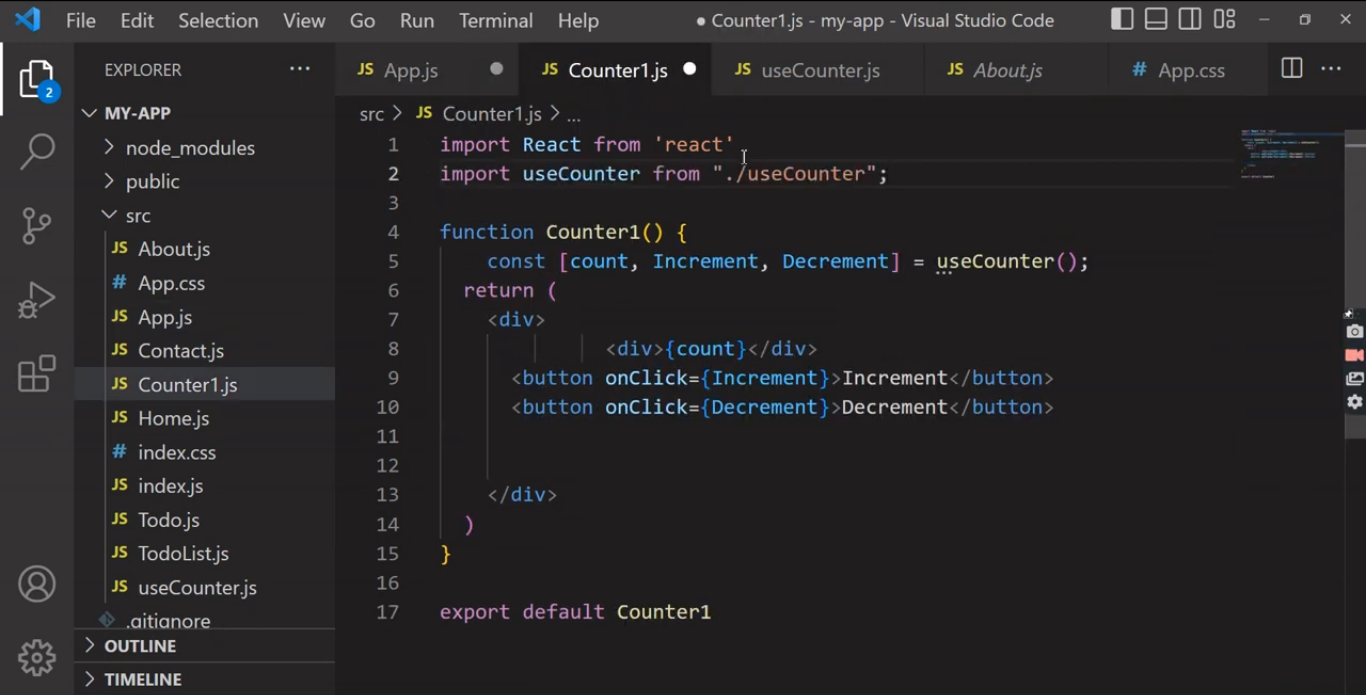 File Edit Selection View Go Run Terminal Help ● Counter1.js - my-app - Visual Studio Code
2
EXPLORER ...
MY-APP
node_modules
public
src
JS About.js
# App.css
JS App.js
JS Contact.js
JS Counter1.js
JS Home.js
# index.css
JS index.js
JS Todo.js
JS TodoList.js
JS useCounter.js
.gitignore
OUTLINE
TIMELINE
JS App.js ● JS Counter1.js ● JS useCounter.js JS About.js # App.css ...
src > JS Counter1.js > ...
1 import React from 'react'
2 import useCounter from "./useCounter";
3
4 function Counter1() {
5 const [count, Increment, Decrement] = useCounter();
6 return (
7 <div>
8 <div>{count}</div>
9 <button onClick={Increment}>Increment</button>
10 <button onClick={Decrement}>Decrement</button>
11
12
13 </div>
14 )
15 }
16
17 export default Counter1